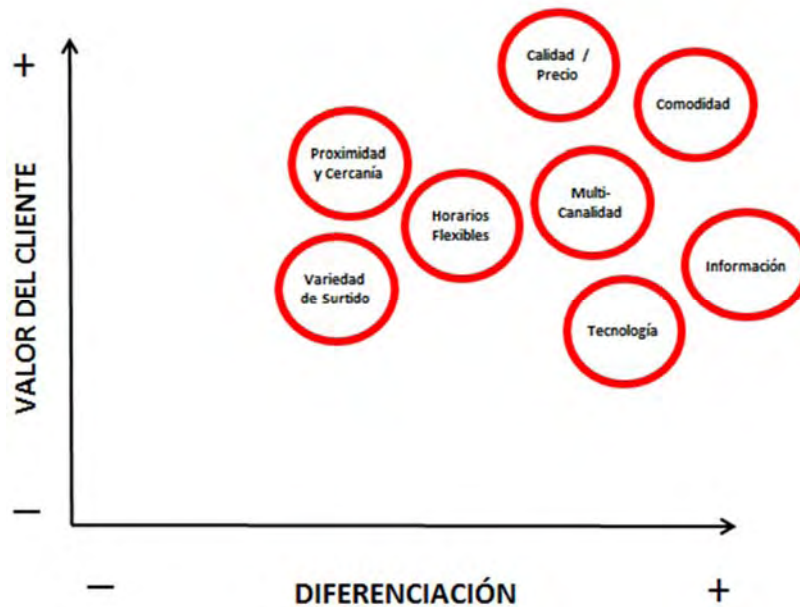 +
Calidad /
Precio
Comodidad
Proximidad
y Cercanía
Multi-
Canalidad
Horarios
Flexibles
Información
Variedad
de Surtido
Tecnología
VALOR DEL CLIENTE
—
—
DIFERENCIACIÓN
+